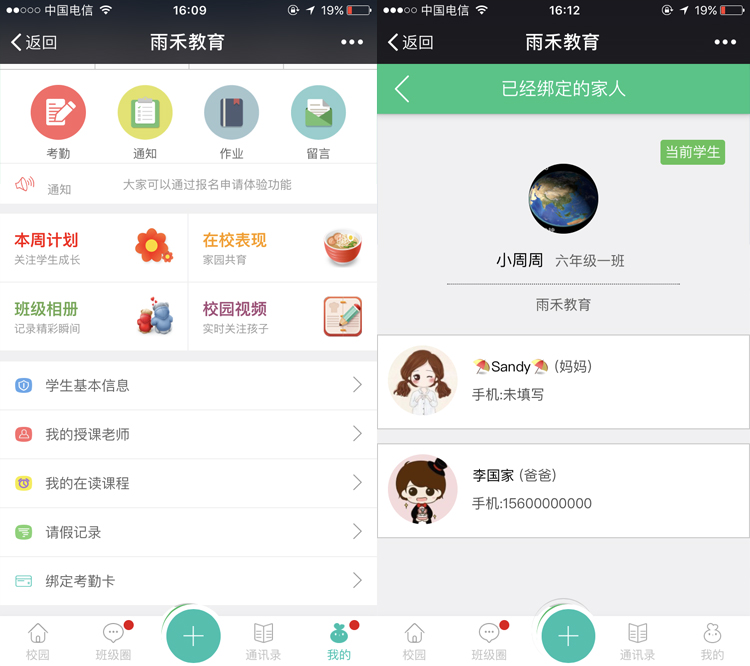 中国电信 16:09 19%
返回 雨禾教育
考勤 通知 作业 留言
通知 大家可以通过报名申请体验功能
本周计划
关注学生成长
在校表现
家园共育
班级相册
记录精彩瞬间
校园视频
实时关注孩子
学生基本信息
我的授课老师
我的在读课程
请假记录
绑定考勤卡
校园 班级圈 通讯录 我的
中国电信 16:12 19%
返回 雨禾教育
已经绑定的家人
当前学生
小周周 六年级一班
雨禾教育
⛱Sandy⛱ (妈妈)
手机:未填写
李国家 (爸爸)
手机:15600000000
校园 班级圈 通讯录 我的